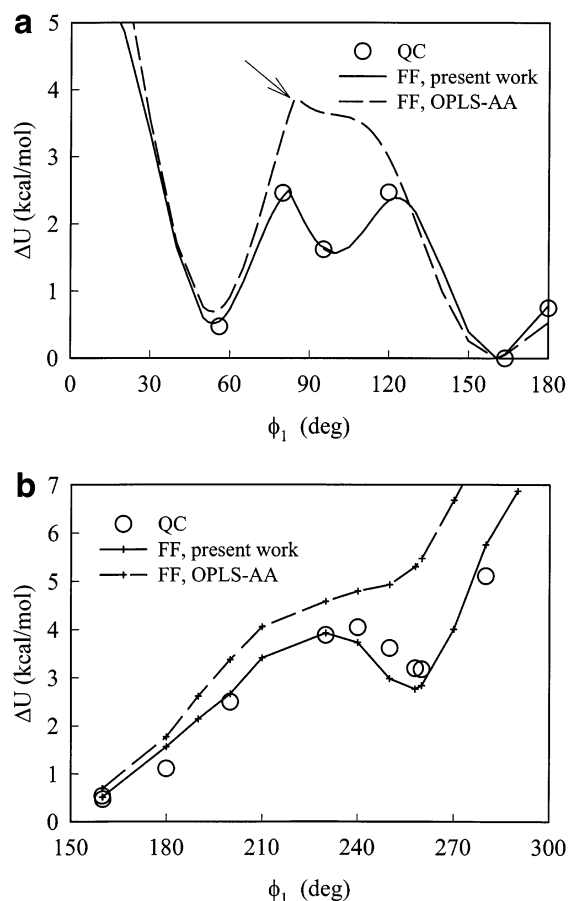 a
5
4
3
2
1
0
ΔU (kcal/mol)
QC
FF, present work
FF, OPLS-AA
0 30 60 90 120 150 180
ϕ1 (deg)
b
7
6
5
4
3
2
1
0
ΔU (kcal/mol)
QC
FF, present work
FF, OPLS-AA
150 180 210 240 270 300
ϕ1 (deg)